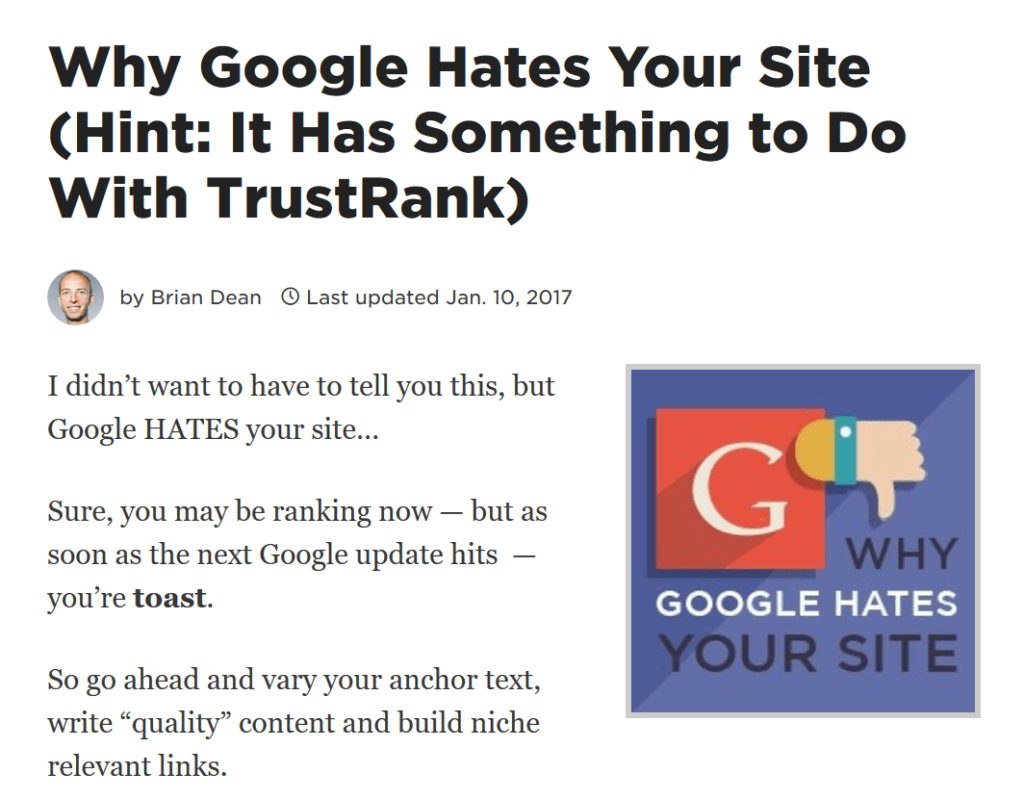 Why Google Hates Your Site
(Hint: It Has Something to Do
With TrustRank)
by Brian Dean Last updated Jan. 10, 2017
I didn’t want to have to tell you this, but
Google HATES your site...
Sure, you may be ranking now — but as
soon as the next Google update hits —
you’re toast.
So go ahead and vary your anchor text,
write “quality” content and build niche
relevant links.
G
WHY
GOOGLE HATES
YOUR SITE